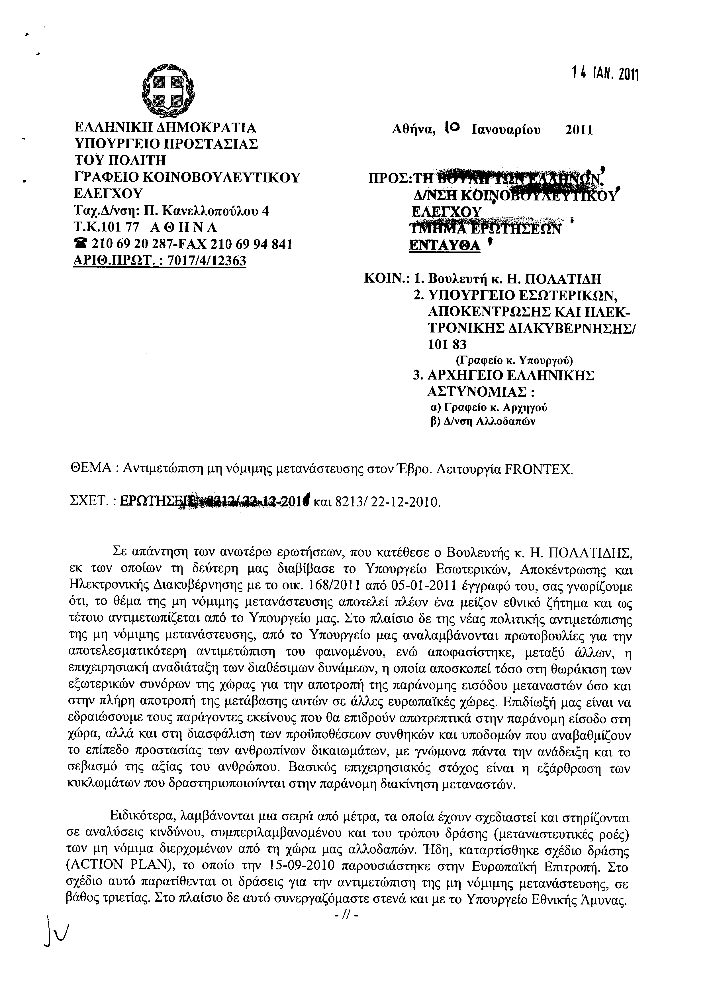 14 ΙΑΝ. 2011
ΕΛΛΗΝΙΚΗ ΔΗΜΟΚΡΑΤΙΑ
ΥΠΟΥΡΓΕΙΟ ΠΡΟΣΤΑΣΙΑΣ
ΤΟΥ ΠΟΛΙΤΗ
ΓΡΑΦΕΙΟ ΚΟΙΝΟΒΟΥΛΕΥΤΙΚΟΥ
ΕΛΕΓΧΟΥ
Ταχ.Δ/νση: Π. Κανελλοπούλου 4
Τ.Κ.101 77 Α Θ Η Ν Α
☎ 210 69 20 287-FAX 210 69 94 841
ΑΡΙΘ.ΠΡΩΤ. : 7017/4/12363
Αθήνα, 10 Ιανουαρίου 2011
ΠΡΟΣ:ΤΗ ΒΟΥΛΗ ΤΩΝ ΕΛΛΗΝΩΝ
Δ/ΝΣΗ ΚΟΙΝΟΒΟΥΛΕΥΤΙΚΟΥ
ΕΛΕΓΧΟΥ
ΤΜΗΜΑ ΕΡΩΤΗΣΕΩΝ
ΕΝΤΑΥΘΑ
ΚΟΙΝ.: 1. Βουλευτή κ. Η. ΠΟΛΑΤΙΔΗ
2. ΥΠΟΥΡΓΕΙΟ ΕΣΩΤΕΡΙΚΩΝ,
ΑΠΟΚΕΝΤΡΩΣΗΣ ΚΑΙ ΗΛΕΚ-
ΤΡΟΝΙΚΗΣ ΔΙΑΚΥΒΕΡΝΗΣΗΣ/
101 83
(Γραφείο κ. Υπουργού)
3. ΑΡΧΗΓΕΙΟ ΕΛΛΗΝΙΚΗΣ
ΑΣΤΥΝΟΜΙΑΣ :
α) Γραφείο κ. Αρχηγού
β) Δ/νση Αλλοδαπών
ΘΕΜΑ : Αντιμετώπιση μη νόμιμης μετανάστευσης στον Έβρο. Λειτουργία FRONTEX.
ΣΧΕΤ. : ΕΡΩΤΗΣΕΙΣ 8212/ 22-12-2010 και 8213/ 22-12-2010.
Σε απάντηση των ανωτέρω ερωτήσεων, που κατέθεσε ο Βουλευτής κ. Η. ΠΟΛΑΤΙΔΗΣ,
εκ των οποίων τη δεύτερη μας διαβίβασε το Υπουργείο Εσωτερικών, Αποκέντρωσης και
Ηλεκτρονικής Διακυβέρνησης με το οικ. 168/2011 από 05-01-2011 έγγραφό του, σας γνωρίζουμε
ότι, το θέμα της μη νόμιμης μετανάστευσης αποτελεί πλέον ένα μείζον εθνικό ζήτημα και ως
τέτοιο αντιμετωπίζεται από το Υπουργείο μας. Στο πλαίσιο δε της νέας πολιτικής αντιμετώπισης
της μη νόμιμης μετανάστευσης, από το Υπουργείο μας αναλαμβάνονται πρωτοβουλίες για την
αποτελεσματικότερη αντιμετώπιση του φαινομένου, ενώ αποφασίστηκε, μεταξύ άλλων, η
επιχειρησιακή αναδιάταξη των διαθέσιμων δυνάμεων, η οποία αποσκοπεί τόσο στη θωράκιση των
εξωτερικών συνόρων της χώρας για την αποτροπή της παράνομης εισόδου μεταναστών όσο και
στην πλήρη αποτροπή της μετάβασης αυτών σε άλλες ευρωπαϊκές χώρες. Επιδίωξή μας είναι να
εδραιώσουμε τους παράγοντες εκείνους που θα επιδρούν αποτρεπτικά στην παράνομη είσοδο στη
χώρα, αλλά και στη διασφάλιση των προϋποθέσεων συνθηκών και υποδομών που αναβαθμίζουν
το επίπεδο προστασίας των ανθρωπίνων δικαιωμάτων, με γνώμονα πάντα την ανάδειξη και το
σεβασμό της αξίας του ανθρώπου. Βασικός επιχειρησιακός στόχος είναι η εξάρθρωση των
κυκλωμάτων που δραστηριοποιούνται στην παράνομη διακίνηση μεταναστών.
Ειδικότερα, λαμβάνονται μια σειρά από μέτρα, τα οποία έχουν σχεδιαστεί και στηρίζονται
σε αναλύσεις κινδύνου, συμπεριλαμβανομένου και του τρόπου δράσης (μεταναστευτικές ροές)
των μη νόμιμα διερχομένων από τη χώρα μας αλλοδαπών. Ήδη, καταρτίσθηκε σχέδιο δράσης
(ACTION PLAN), το οποίο την 15-09-2010 παρουσιάστηκε στην Ευρωπαϊκή Επιτροπή. Στο
σχέδιο αυτό παρατίθενται οι δράσεις για την αντιμετώπιση της μη νόμιμης μετανάστευσης, σε
βάθος τριετίας. Στο πλαίσιο δε αυτό συνεργαζόμαστε στενά και με το Υπουργείο Εθνικής Άμυνας.
- // -